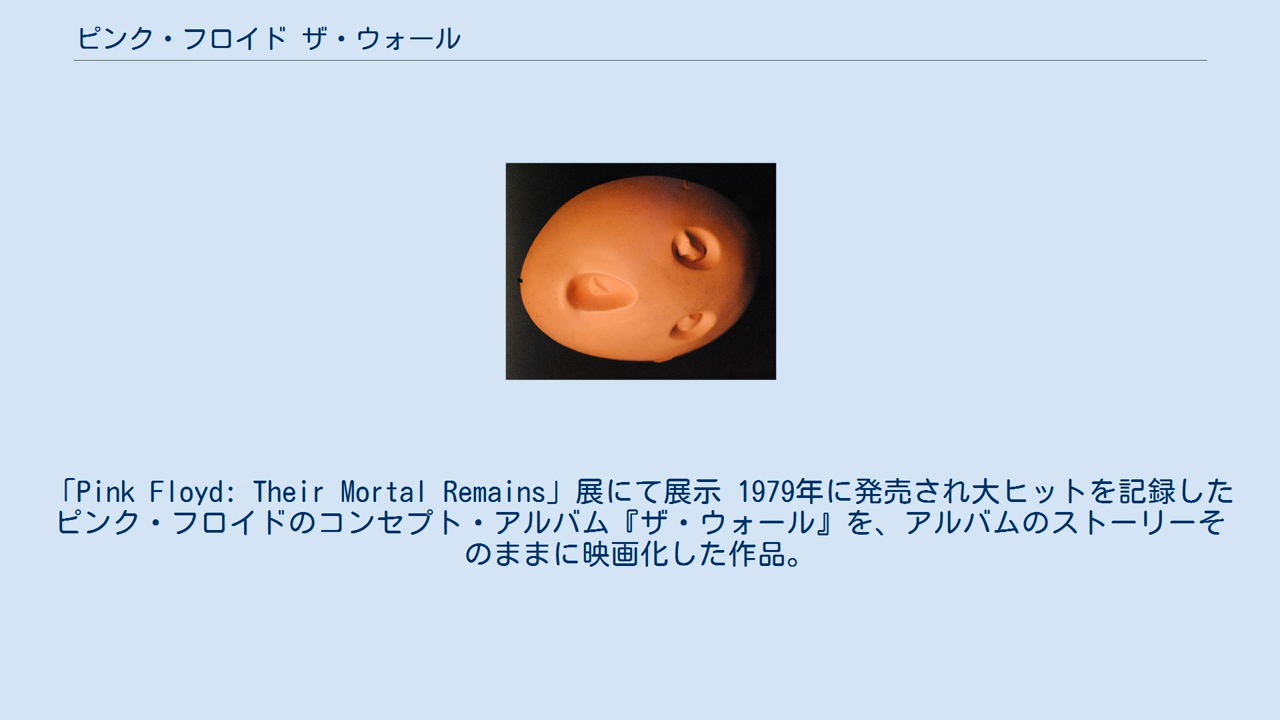 ピンク・フロイド ザ・ウォール
「Pink Floyd: Their Mortal Remains」展にて展示 1979年に発売され大ヒットを記録した
ピンク・フロイドのコンセプト・アルバム『ザ・ウォール』を、アルバムのストーリーそ
のままに映画化した作品。